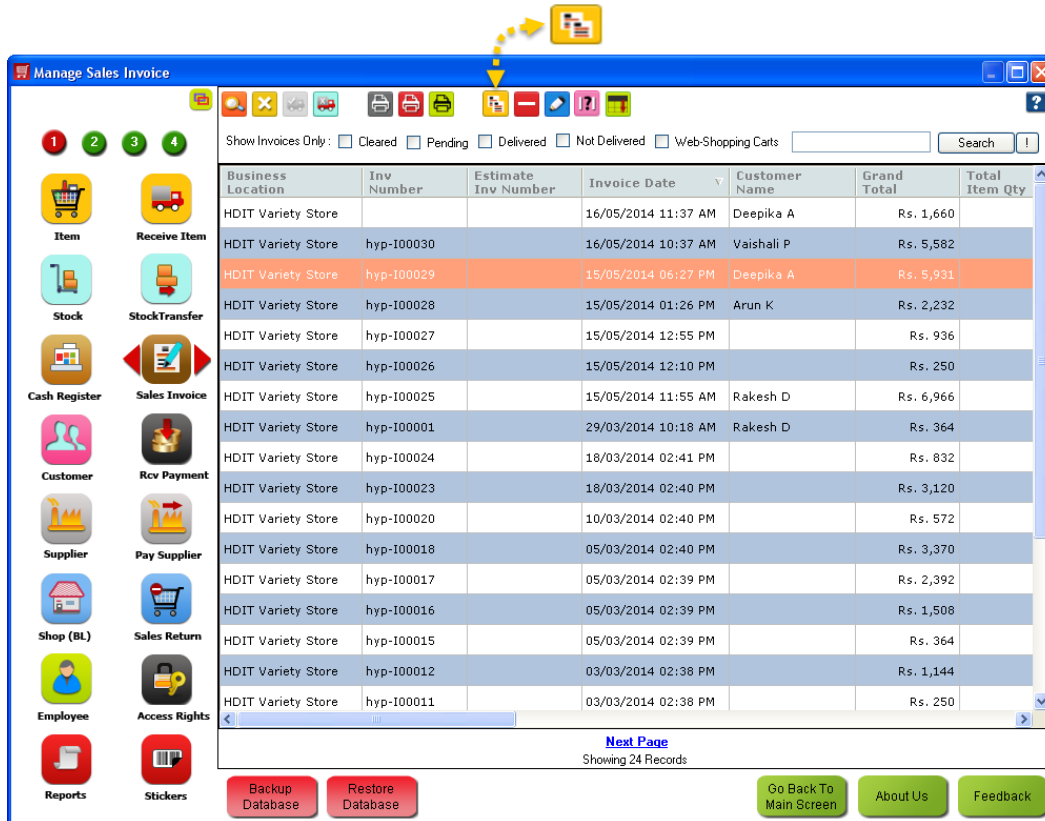 Manage Sales Invoice
1 2 3 4
Item Receive Item
Stock StockTransfer
Cash Register Sales Invoice
Customer Rcv Payment
Supplier Pay Supplier
Shop (BL) Sales Return
Employee Access Rights
Reports Stickers
[?] ?
Show Invoices Only : Cleared Pending Delivered Not Delivered Web-Shopping Carts Search !
Business Location Inv Number Estimate Inv Number Invoice Date Customer Name Grand Total Total Item Qty
HDIT Variety Store 16/05/2014 11:37 AM Deepika A Rs. 1,660
HDIT Variety Store hyp-I00030 16/05/2014 10:37 AM Vaishali P Rs. 5,582
HDIT Variety Store hyp-I00029 15/05/2014 06:27 PM Deepika A Rs. 5,931
HDIT Variety Store hyp-I00028 15/05/2014 01:26 PM Arun K Rs. 2,232
HDIT Variety Store hyp-I00027 15/05/2014 12:55 PM Rs. 936
HDIT Variety Store hyp-I00026 15/05/2014 12:10 PM Rs. 250
HDIT Variety Store hyp-I00025 15/05/2014 11:55 AM Rakesh D Rs. 6,966
HDIT Variety Store hyp-I00001 29/03/2014 10:18 AM Rakesh D Rs. 364
HDIT Variety Store hyp-I00024 18/03/2014 02:41 PM Rs. 832
HDIT Variety Store hyp-I00023 18/03/2014 02:40 PM Rs. 3,120
HDIT Variety Store hyp-I00020 10/03/2014 02:40 PM Rs. 572
HDIT Variety Store hyp-I00018 05/03/2014 02:40 PM Rs. 3,370
HDIT Variety Store hyp-I00017 05/03/2014 02:39 PM Rs. 2,392
HDIT Variety Store hyp-I00016 05/03/2014 02:39 PM Rs. 1,508
HDIT Variety Store hyp-I00015 05/03/2014 02:39 PM Rs. 364
HDIT Variety Store hyp-I00012 03/03/2014 02:38 PM Rs. 1,144
HDIT Variety Store hyp-I00011 03/03/2014 02:38 PM Rs. 250
Next Page
Showing 24 Records
Backup Database Restore Database Go Back To Main Screen About Us Feedback